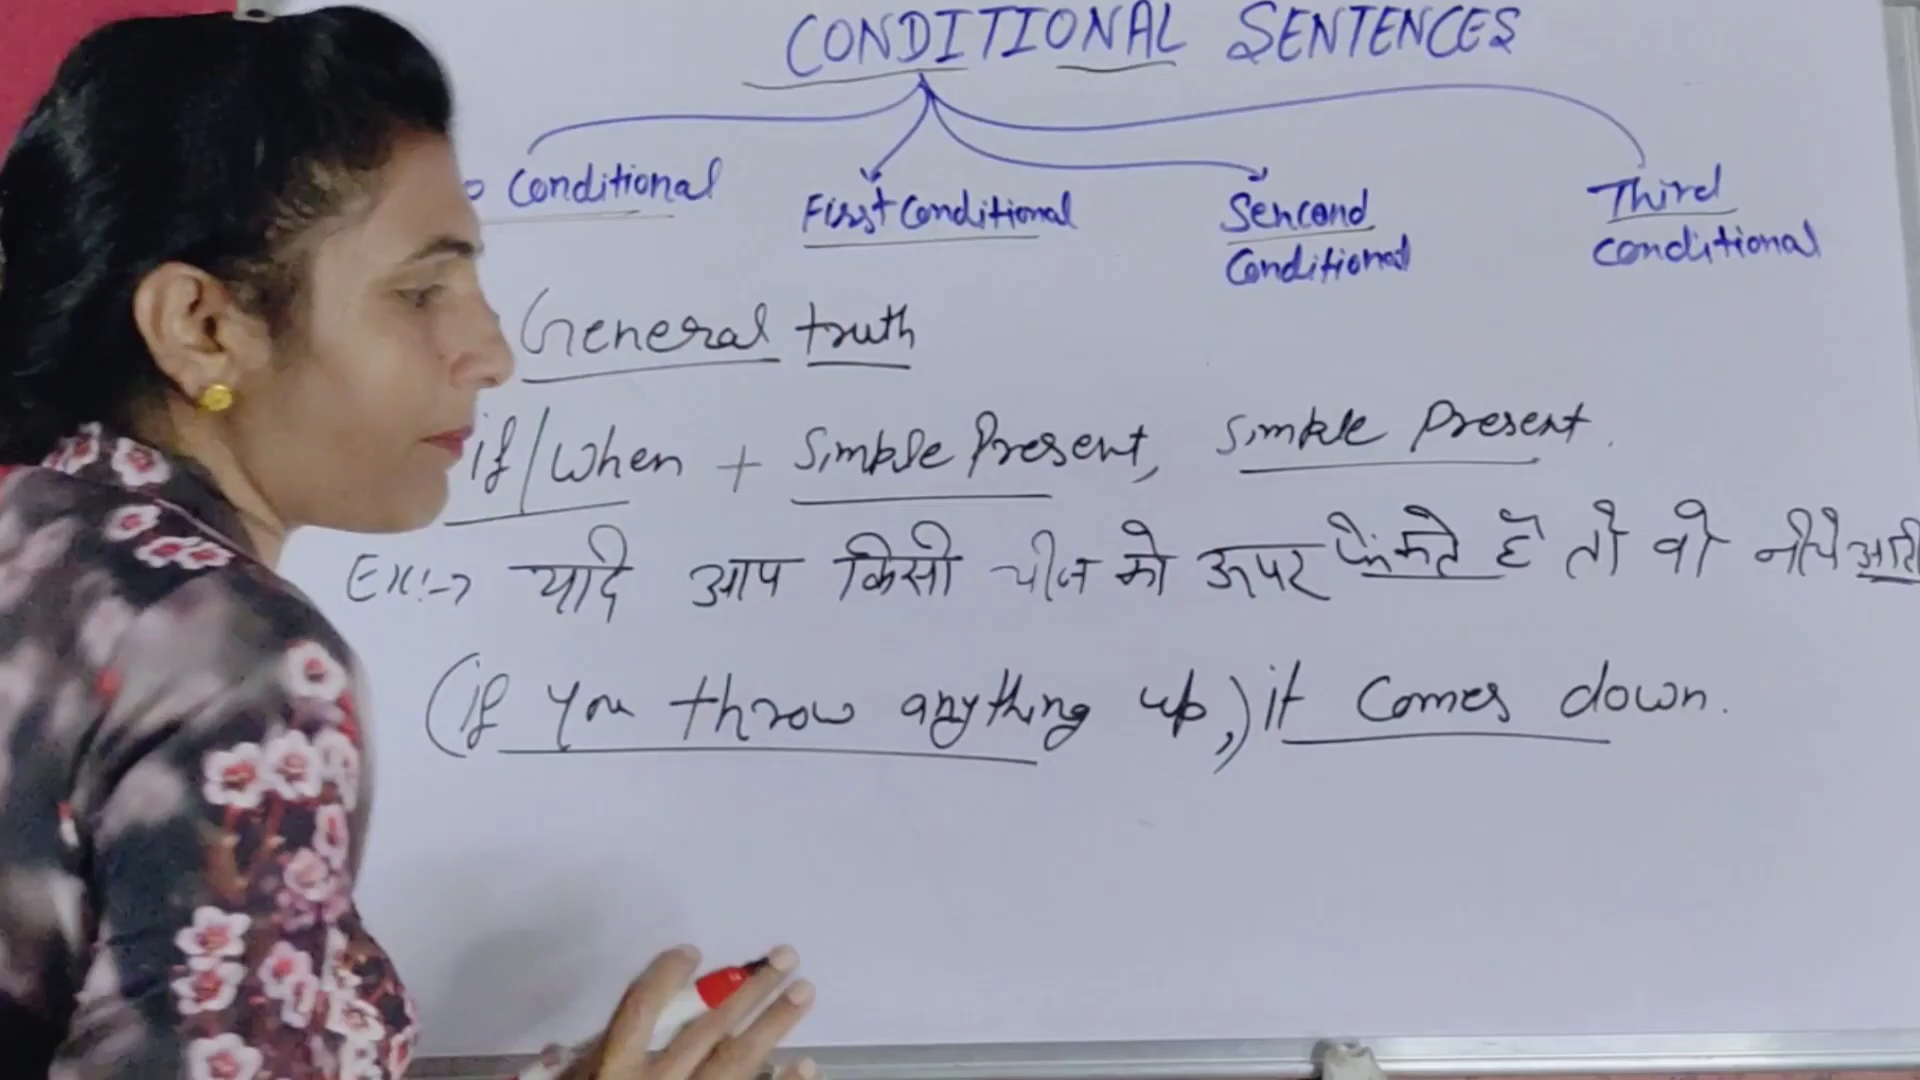 CONDITIONAL SENTENCES
Conditional
First Conditional
Sencond
Conditional
Third
conditional
General truth
if/When + Simple Present, Simple Present.
Ex:-> यदि आप किसी चीज को ऊपर फेंकते हैं तो वो नीचे आती
(if you throw anything up,) it comes down.